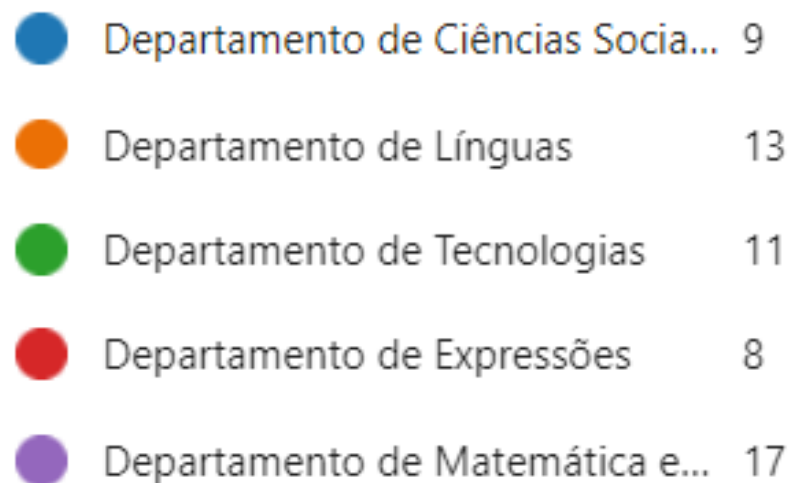 Departamento de Ciências Socia... 9
Departamento de Línguas 13
Departamento de Tecnologias 11
Departamento de Expressões 8
Departamento de Matemática e... 17